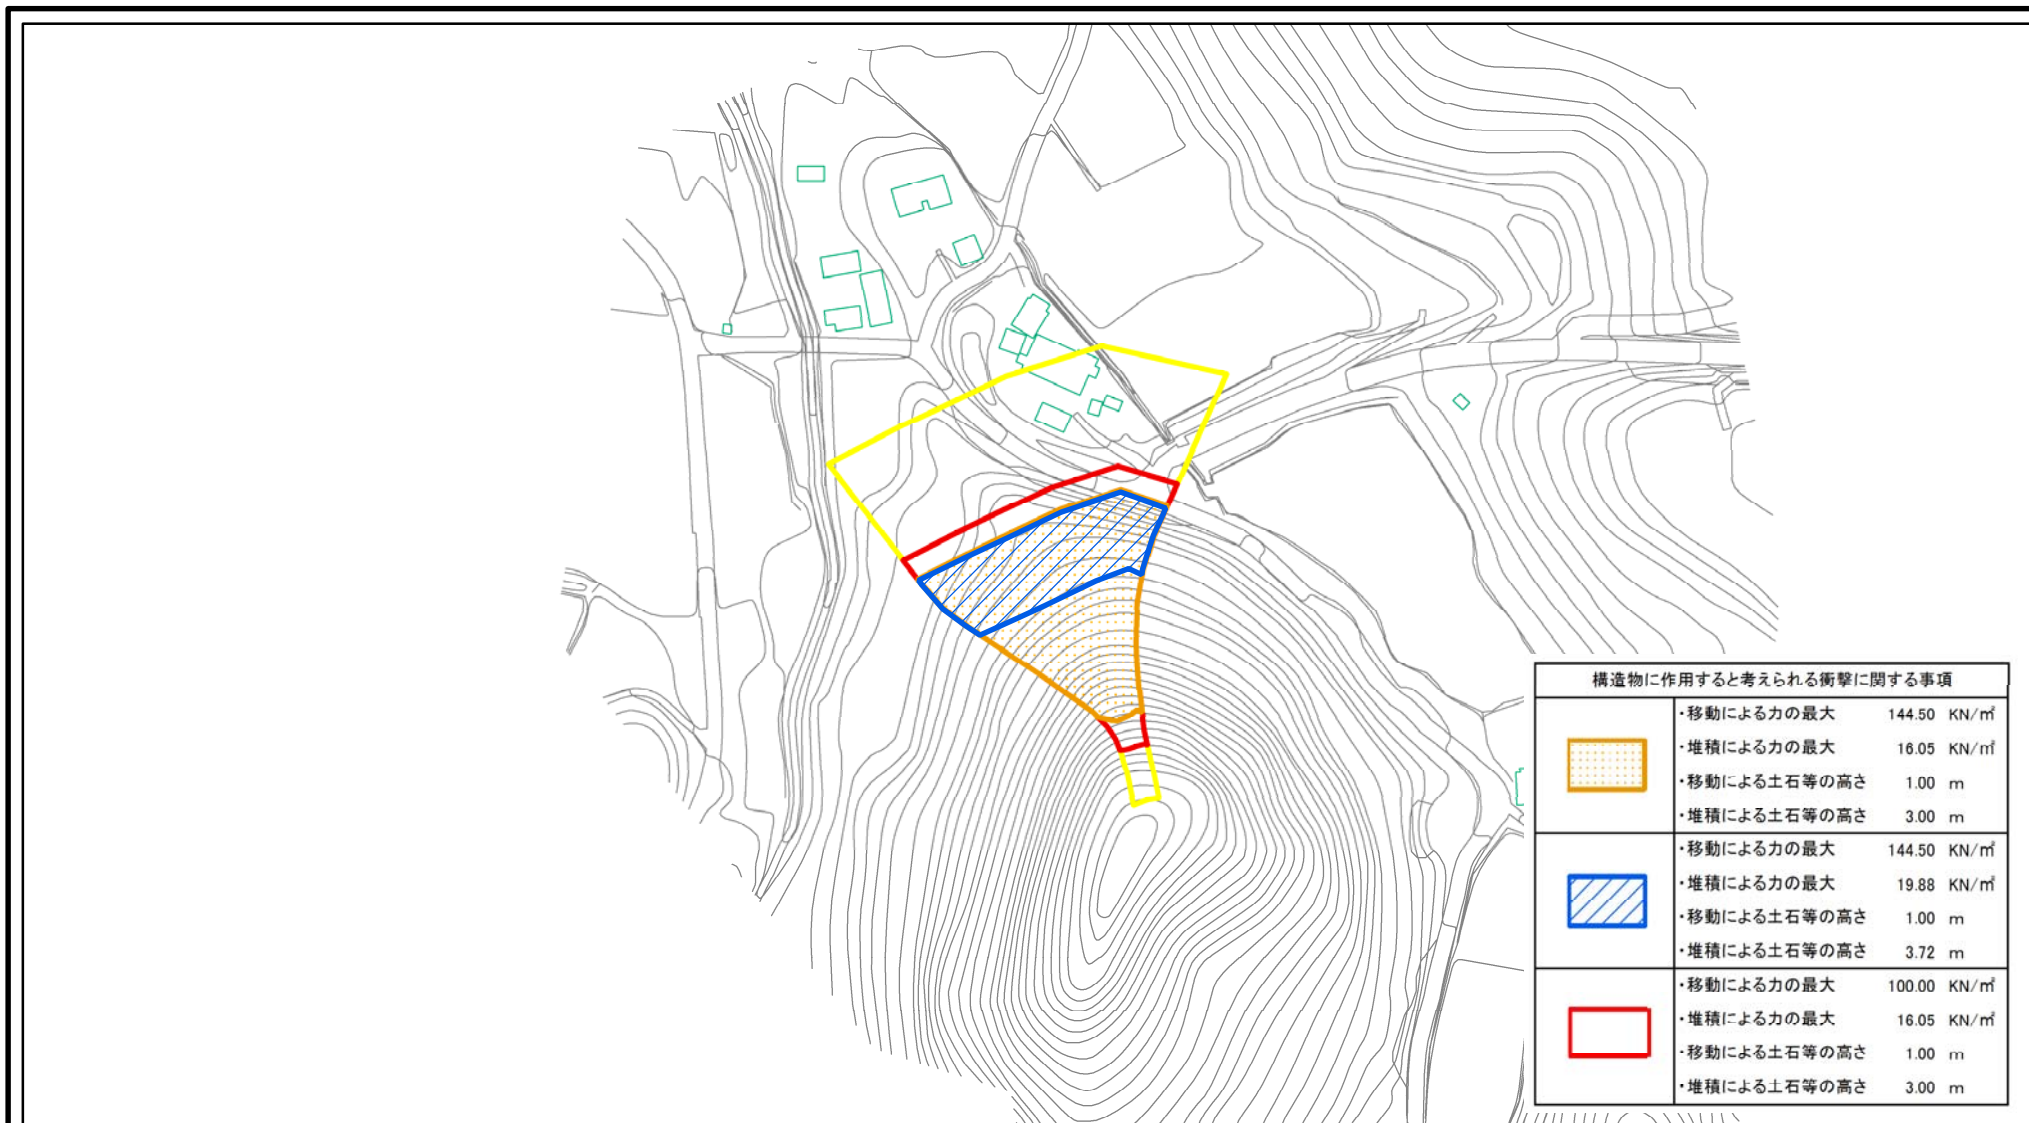 構造物に作用すると考えられる衝撃に関する事項
・移動による力の最大 144.50 KN/㎡
・堆積による力の最大 16.05 KN/㎡
・移動による土石等の高さ 1.00 m
・堆積による土石等の高さ 3.00 m
・移動による力の最大 144.50 KN/㎡
・堆積による力の最大 19.88 KN/㎡
・移動による土石等の高さ 1.00 m
・堆積による土石等の高さ 3.72 m
・移動による力の最大 100.00 KN/㎡
・堆積による力の最大 16.05 KN/㎡
・移動による土石等の高さ 1.00 m
・堆積による土石等の高さ 3.00 m